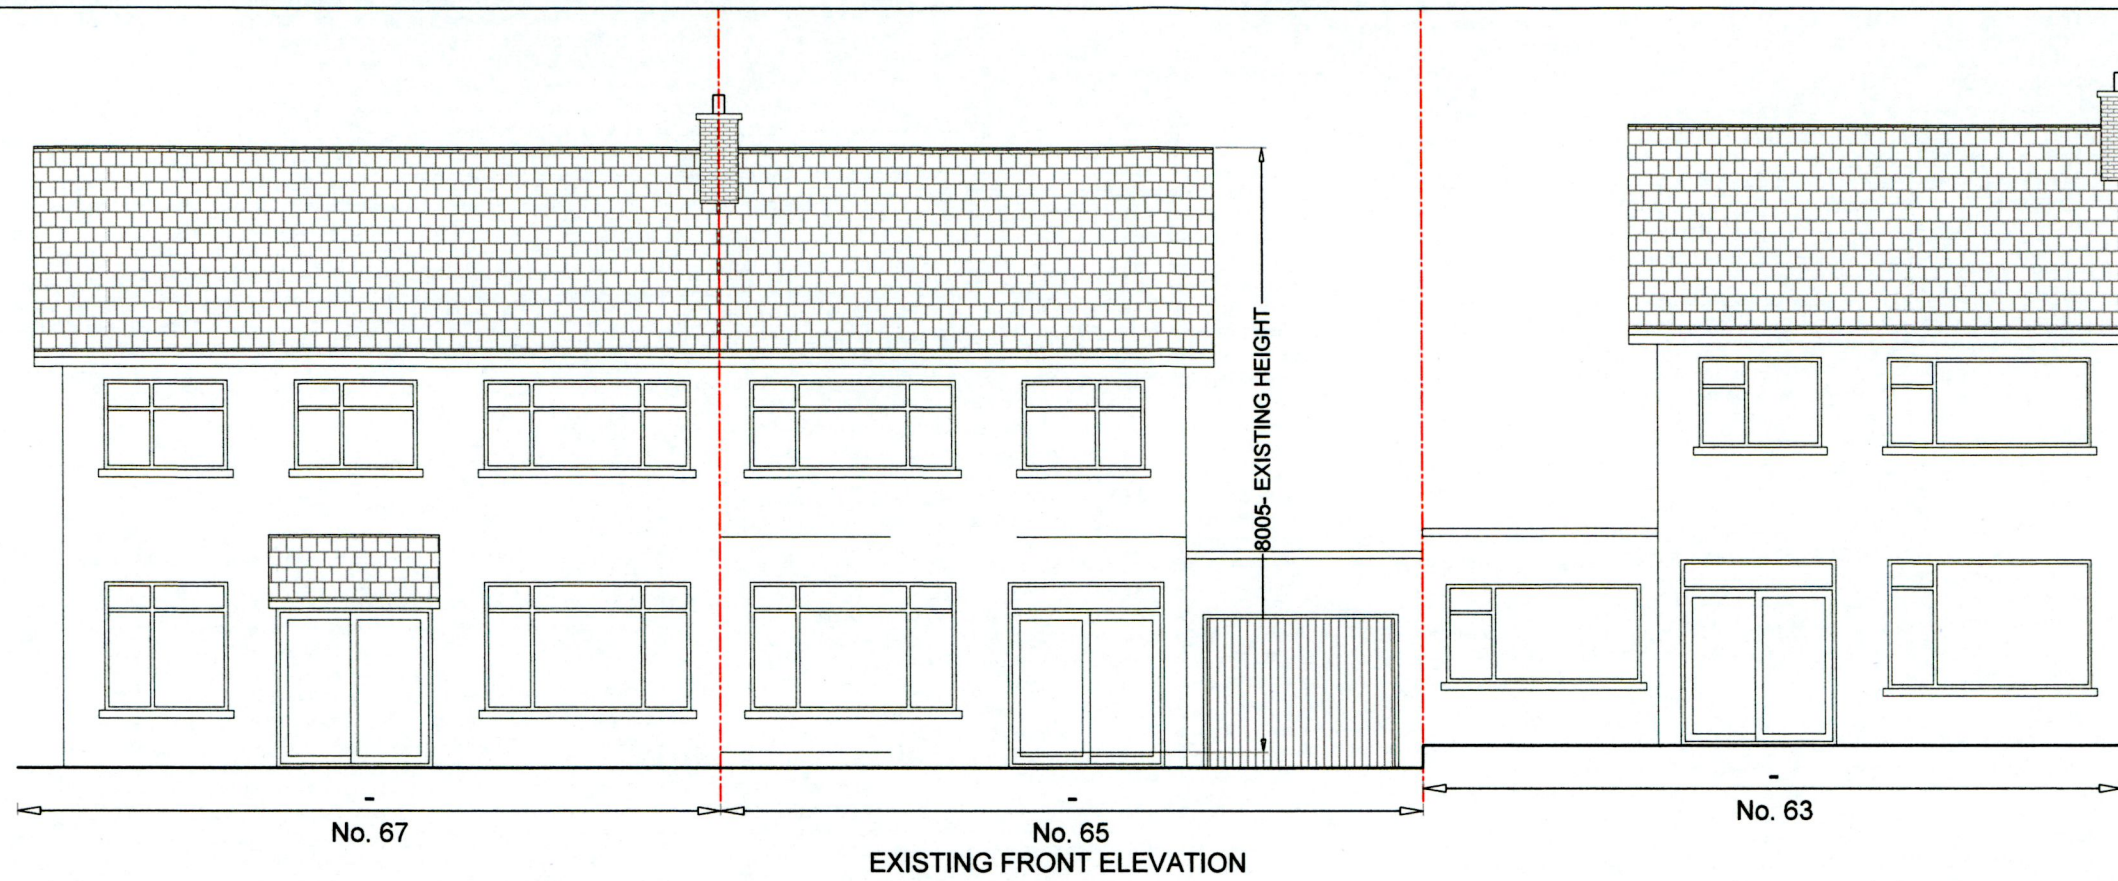 8005- EXISTING HEIGHT
No. 67
No. 65
No. 63
EXISTING FRONT ELEVATION